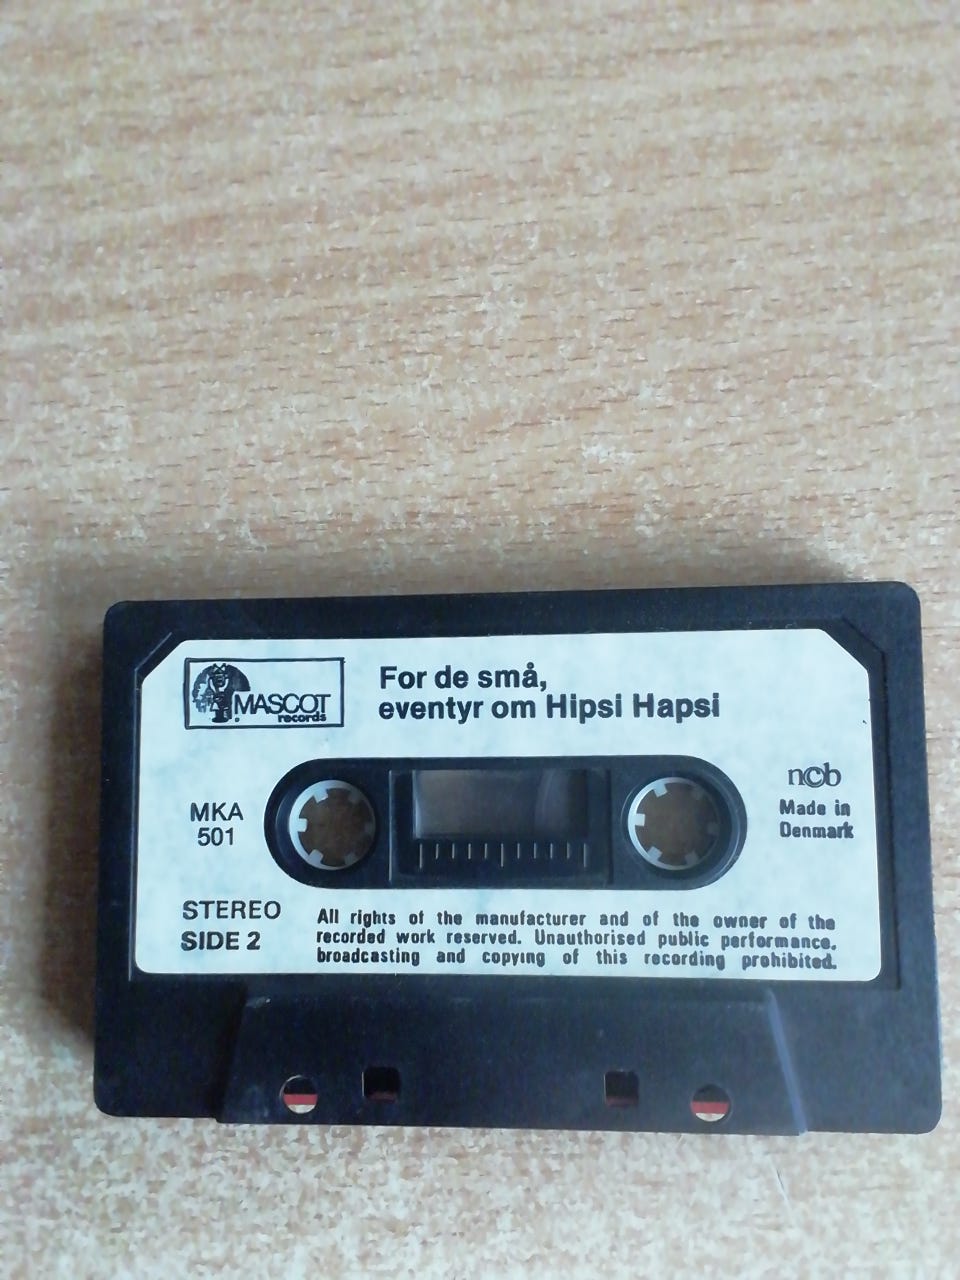 MASCOT
records
For de små,
eventyr om Hipsi Hapsi
MKA
501
ncb
Made in
Denmark
STEREO
SIDE 2
All rights of the manufacturer and of the owner of the
recorded work reserved. Unauthorised public performance,
broadcasting and copying of this recording prohibited.